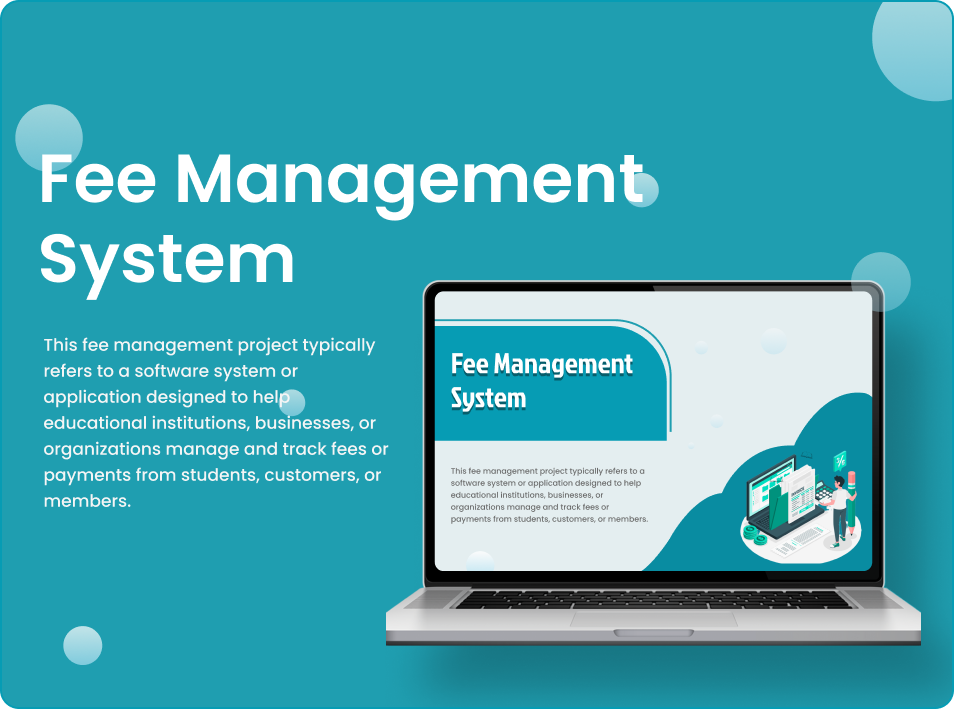 Fee Management
System
This fee management project typically
refers to a software system or
application designed to help
educational institutions, businesses, or
organizations manage and track fees or
payments from students, customers, or
members.
Fee Management
System
This fee management project typically refers to a
software system or application designed to help
educational institutions, businesses, or
organizations manage and track fees or
payments from students, customers, or members.